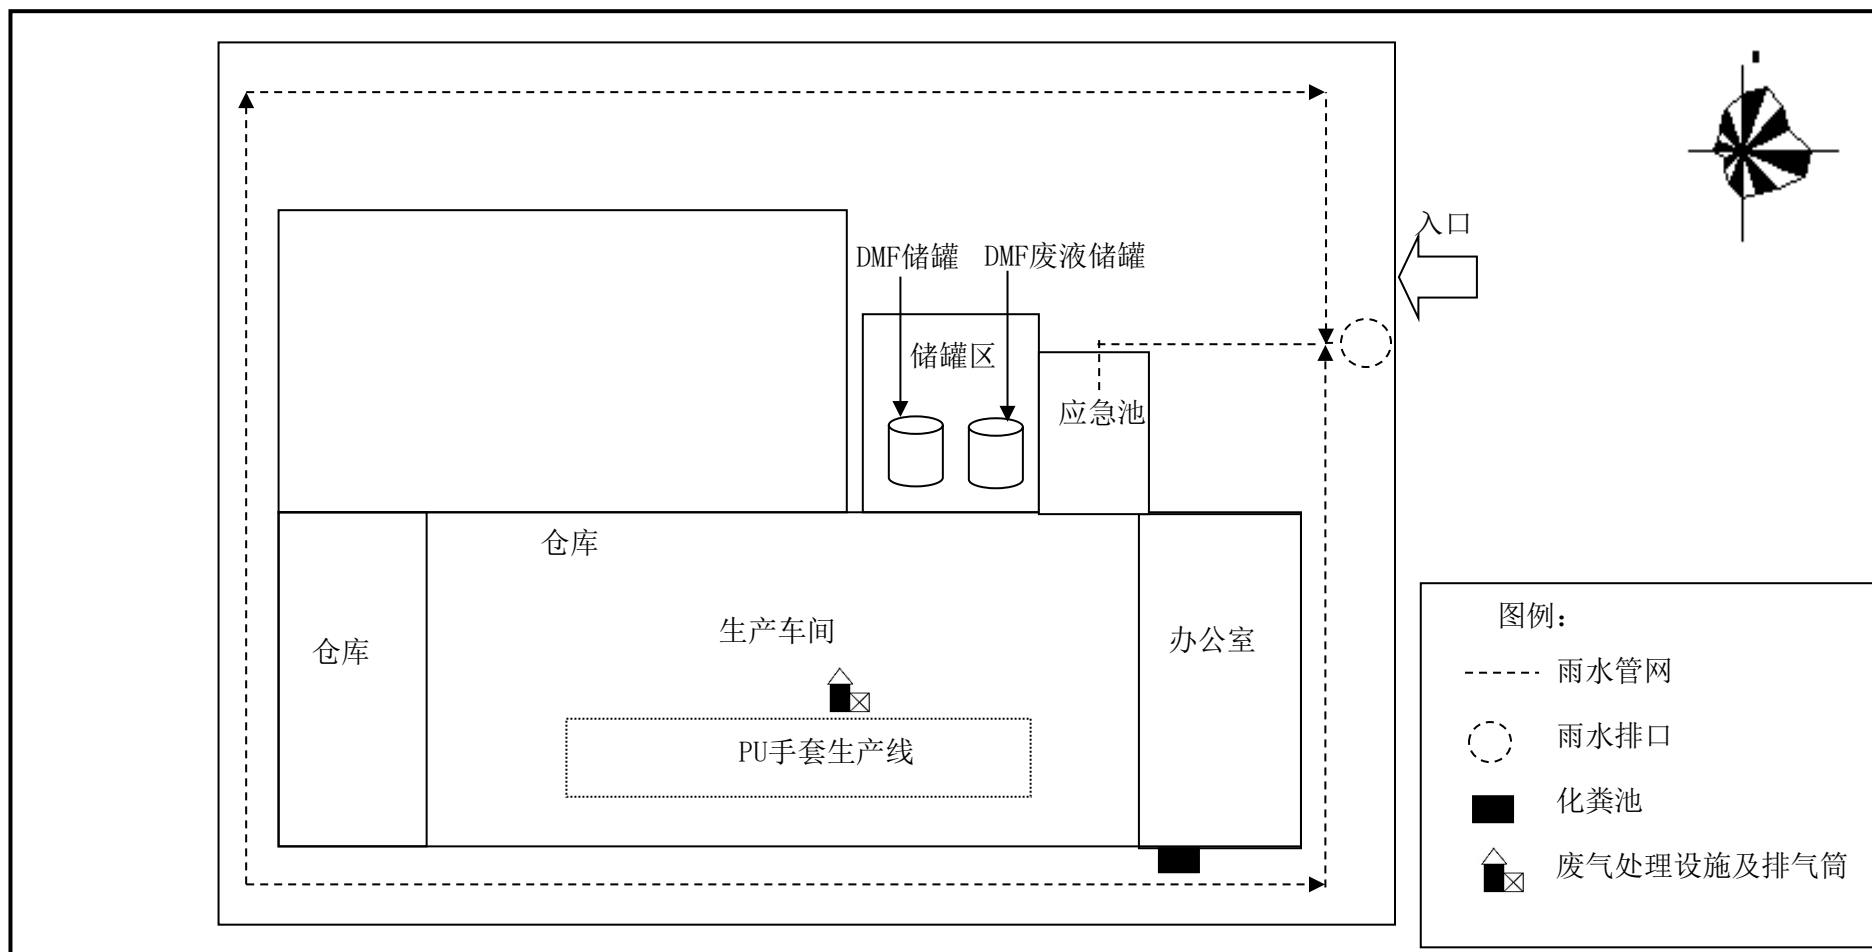 入口
DMF储罐
DMF废液储罐
储罐区
应急池
仓库
生产车间
办公室
仓库
PU手套生产线
图例：
雨水管网
雨水排口
化粪池
废气处理设施及排气筒